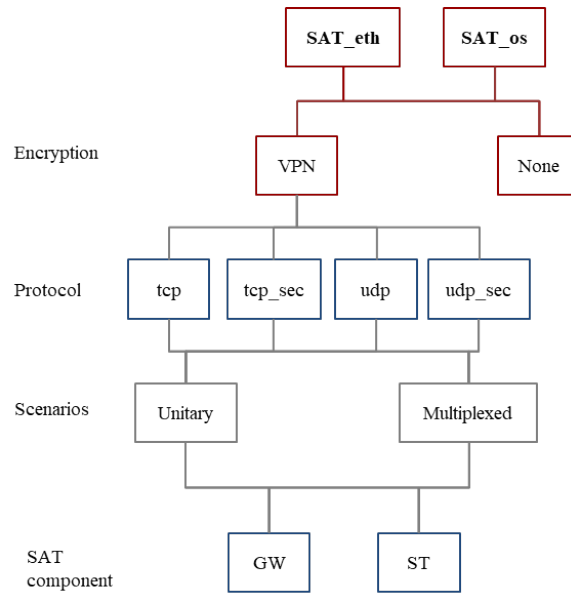 SAT_eth
SAT_os
Encryption
VPN
None
Protocol
tcp
tcp_sec
udp
udp_sec
Scenarios
Unitary
Multiplexed
SAT
component
GW
ST